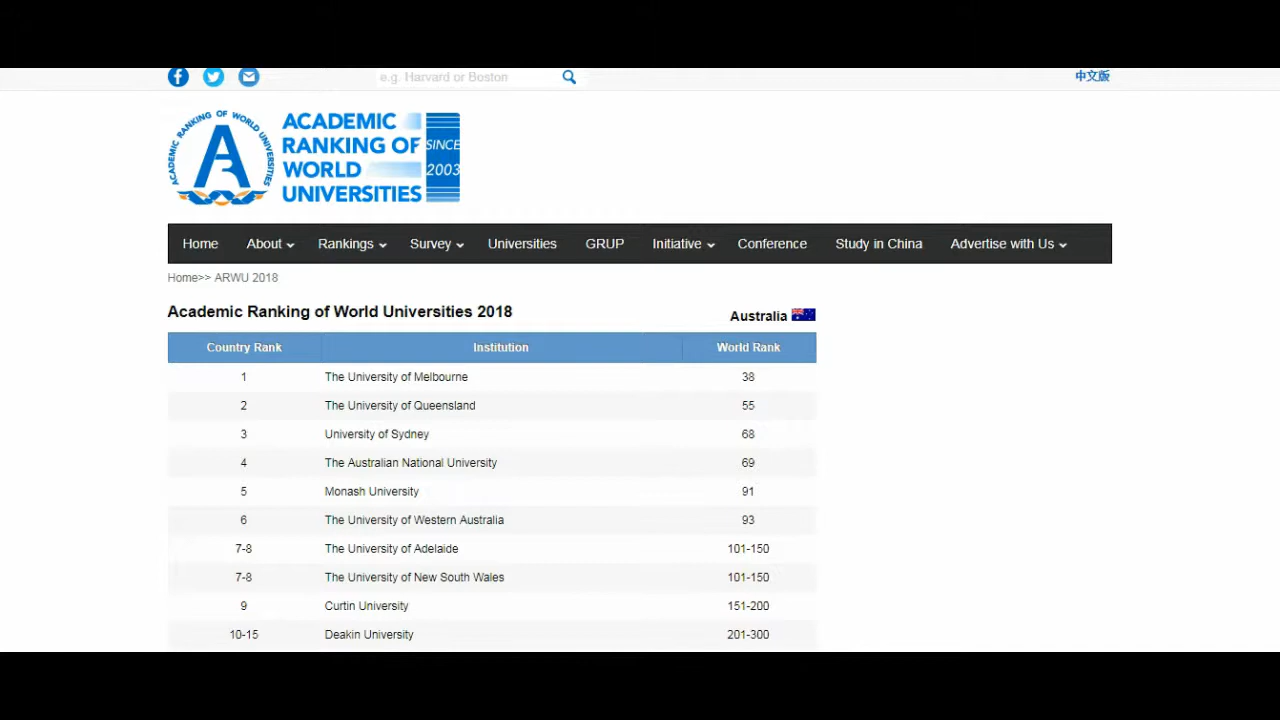 e.g. Harvard or Boston
中文版
ACADEMIC RANKING OF WORLD UNIVERSITIES
ACADEMIC
RANKING OF
WORLD
UNIVERSITIES
SINCE
2003
Home About Rankings Survey Universities GRUP Initiative Conference Study in China Advertise with Us
Home>> ARWU 2018
Academic Ranking of World Universities 2018
Australia
Country Rank Institution World Rank
1 The University of Melbourne 38
2 The University of Queensland 55
3 University of Sydney 68
4 The Australian National University 69
5 Monash University 91
6 The University of Western Australia 93
7-8 The University of Adelaide 101-150
7-8 The University of New South Wales 101-150
9 Curtin University 151-200
10-15 Deakin University 201-300